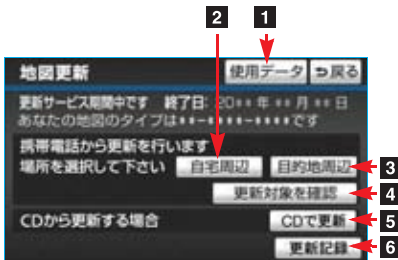 2
1
地図更新 使用データ 戻る
更新サービス期間中です 終了日: 20** 年 ** 月 ** 日
あなたの地図のタイプは**-****-****です
携帯電話から更新を行います
場所を選択して下さい 自宅周辺 目的地周辺 3
更新対象を確認 4
CDから更新する場合 CDで更新 5
更新記録 6